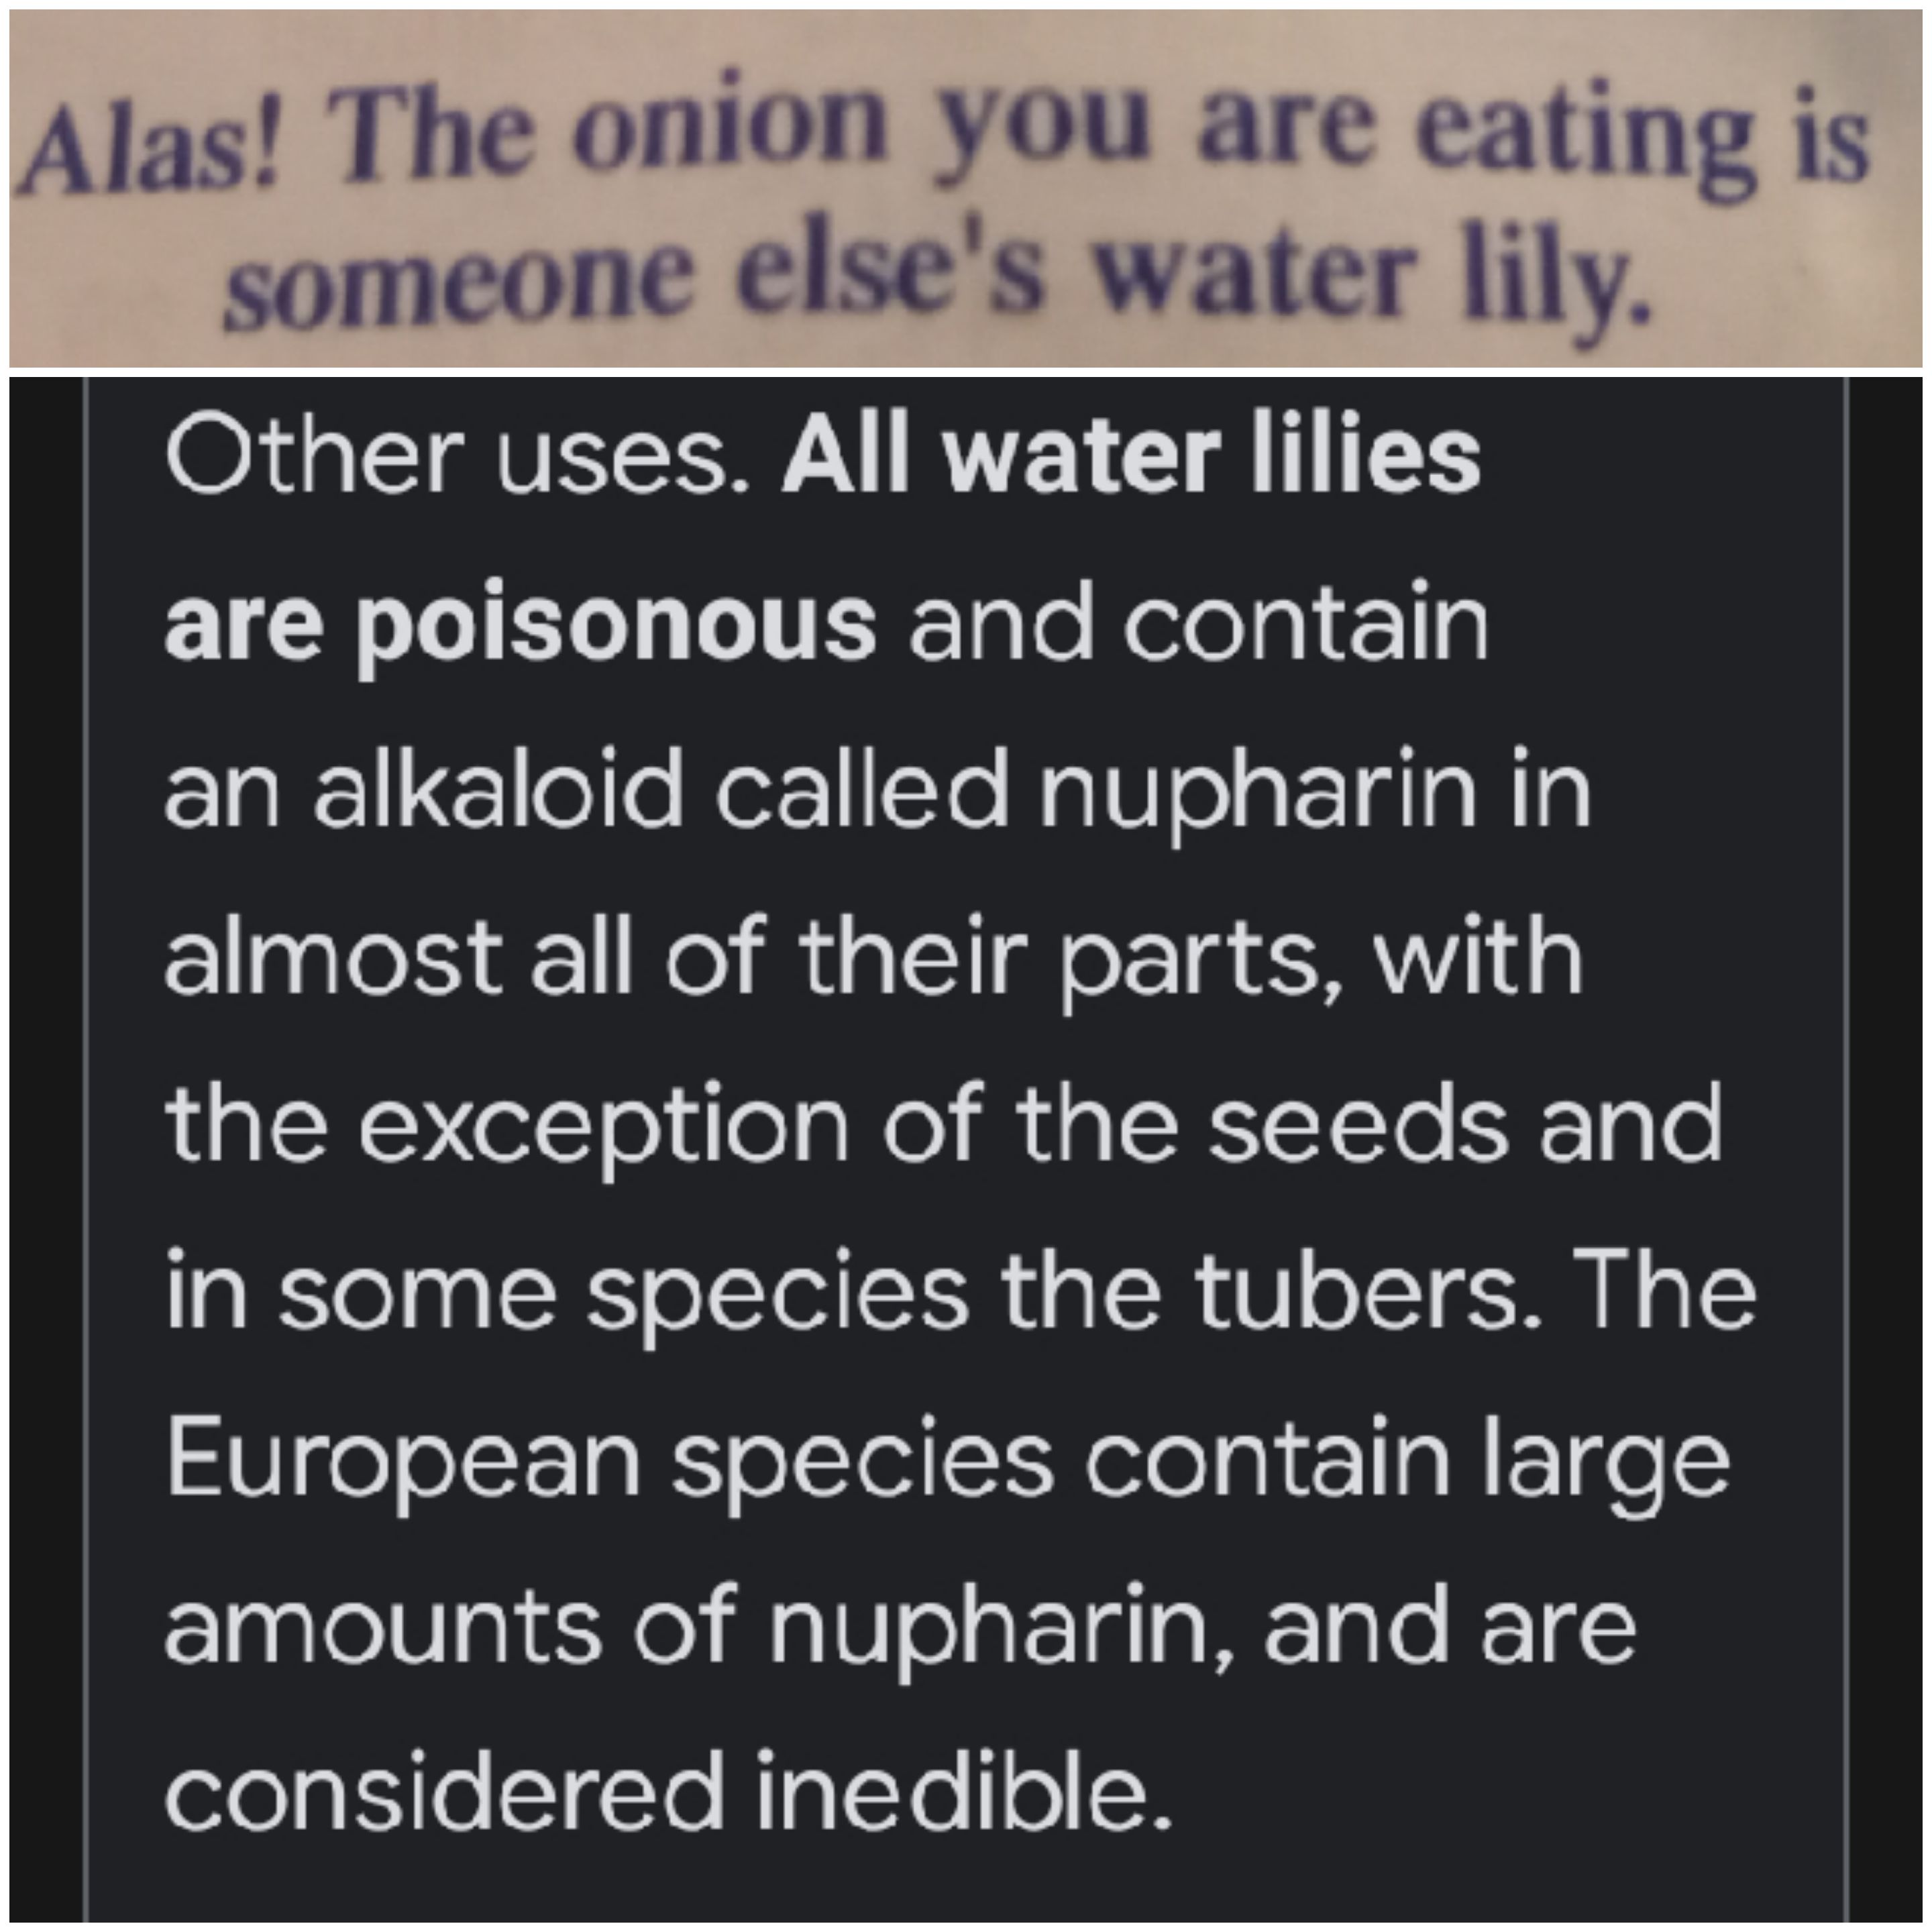 Alas! The onion you are eating is
someone else's water lily.
Other uses. All water lilies
are poisonous and contain
an alkaloid called nupharin in
almost all of their parts, with
the exception of the seeds and
in some species the tubers. The
European species contain large
amounts of nupharin, and are
considered inedible.